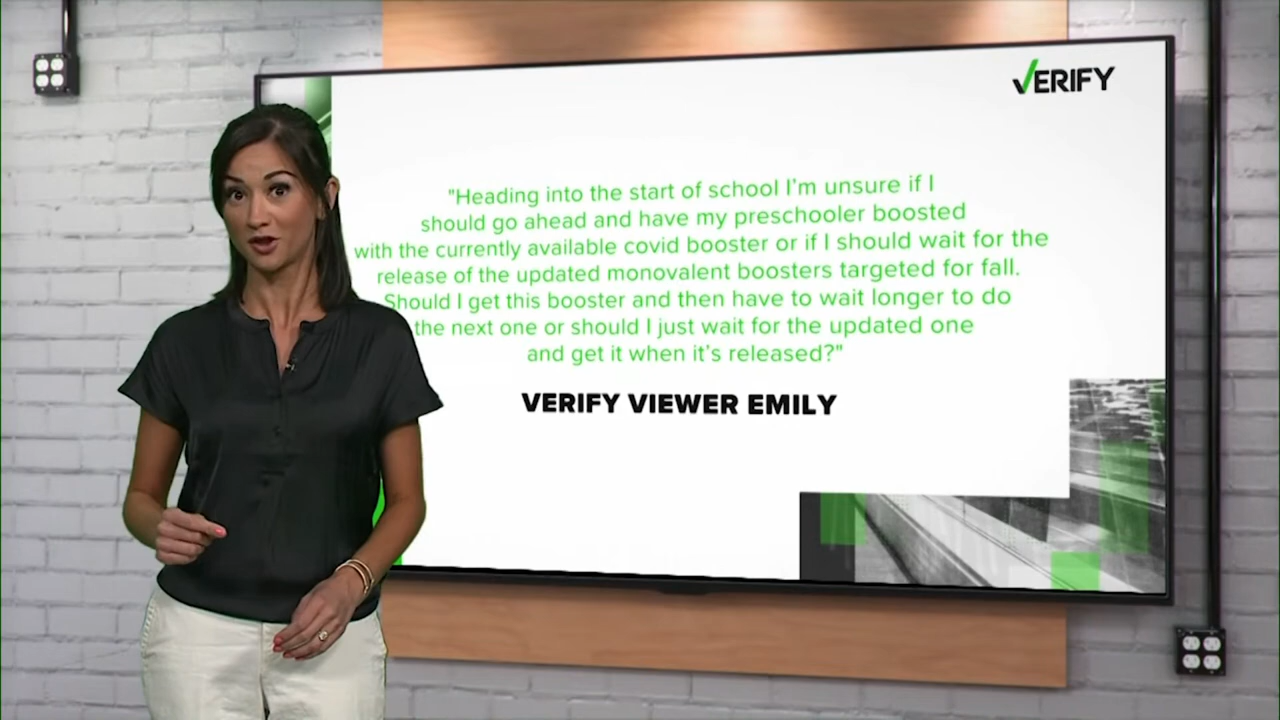 VERIFY
"Heading into the start of school I'm unsure if I
should go ahead and have my preschooler boosted
with the currently available covid booster or if I should wait for the
release of the updated monovalent boosters targeted for fall.
Should I get this booster and then have to wait longer to do
the next one or should I just wait for the updated one
and get it when it's released?"
VERIFY VIEWER EMILY